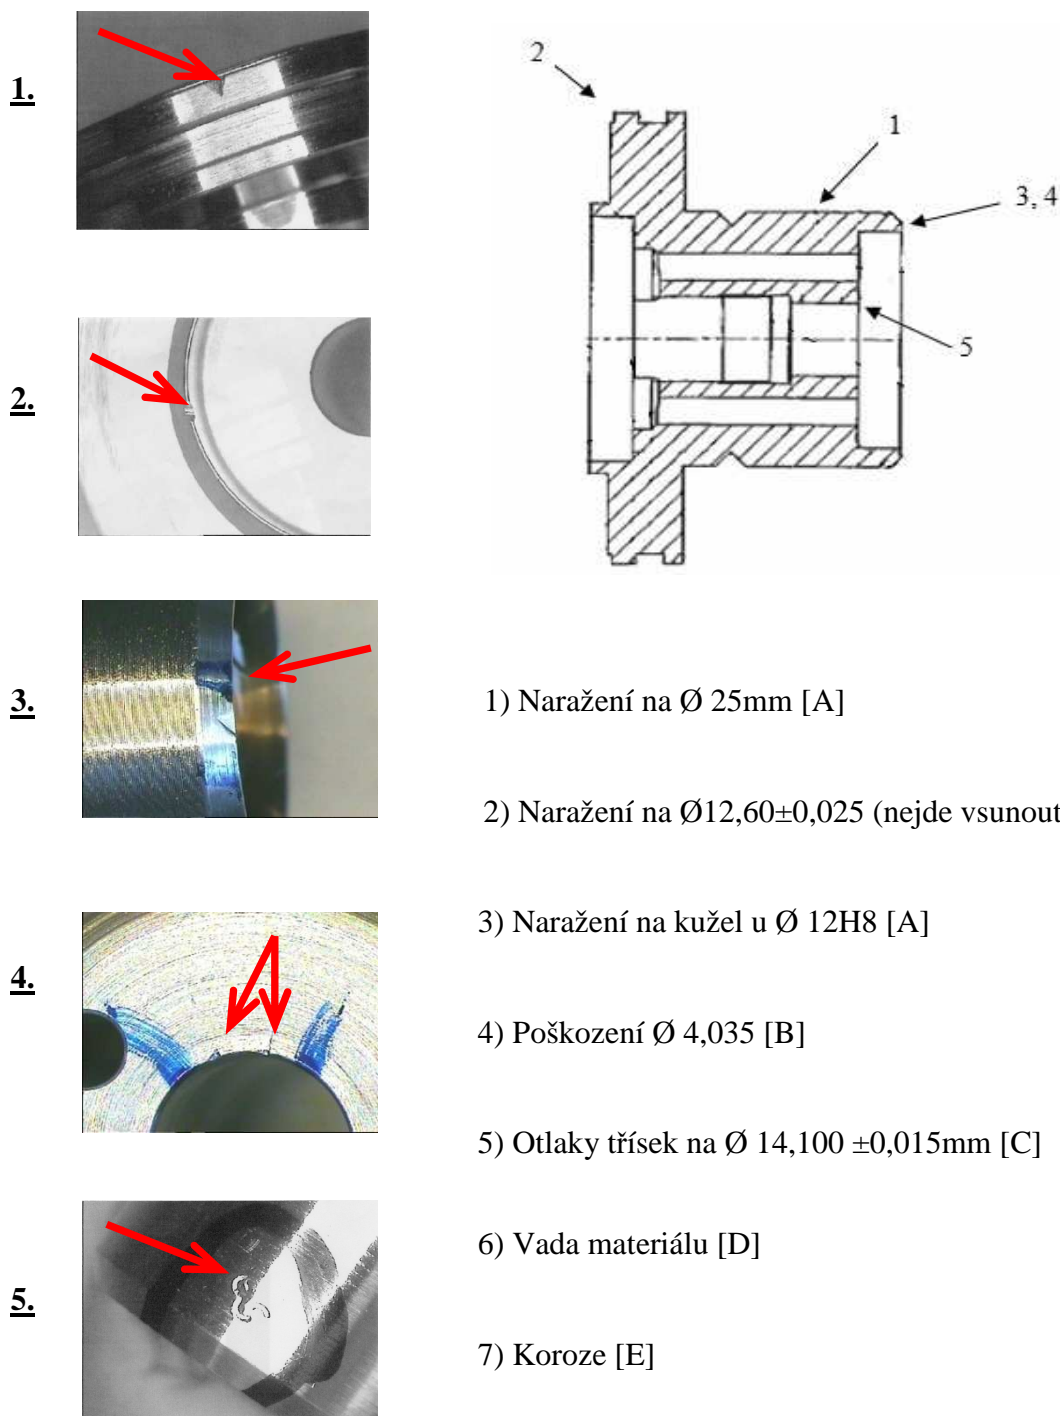 1.
2
1
3, 4
5
2.
3.
1) Naražení na Ø 25mm [A]
2) Naražení na Ø12,60±0,025 (nejde vsunout
3) Naražení na kužel u Ø 12H8 [A]
4.
4) Poškození Ø 4,035 [B]
5) Otlaky třísek na Ø 14,100 ±0,015mm [C]
6) Vada materiálu [D]
5.
7) Koroze [E]